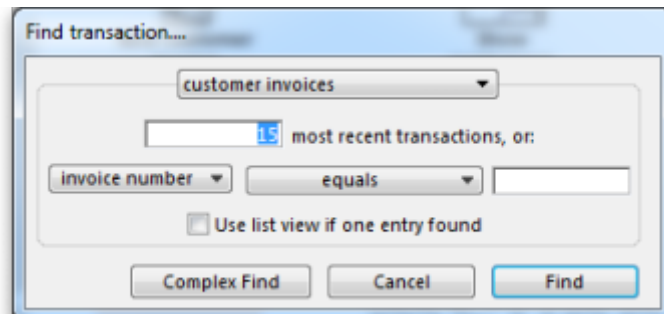 Find transaction....
customer invoices
15 most recent transactions, or:
invoice number equals
Use list view if one entry found
Complex Find Cancel Find